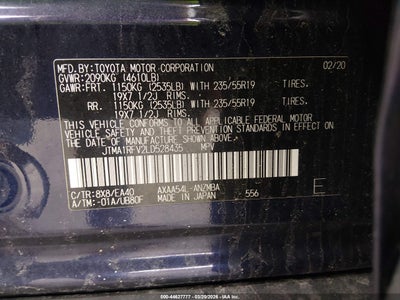 MFD. BY: TOYOTA MOTOR CORPORATION 02/20
GVWR: 2090KG (4610LB)
GAWR: FRT. 1150KG (2535LB) WITH 235/55R19 TIRES,
19X7 1/2J RIMS,
RR. 1150KG (2535LB) WITH 235/55R19 TIRES,
19X7 1/2J RIMS,
THIS VEHICLE CONFORMS TO ALL APPLICABLE FEDERAL MOTOR
VEHICLE SAFETY AND THEFT PREVENTION STANDARDS IN
EFFECT ON THE DATE OF MANUFACTURE SHOWN ABOVE.
JTMA1RFV2LD528435 MPV
C/TR: 8X8/EA40 AXAA54L-ANZMBA
A/TM: -01A/UB80F MADE IN JAPAN 556 E